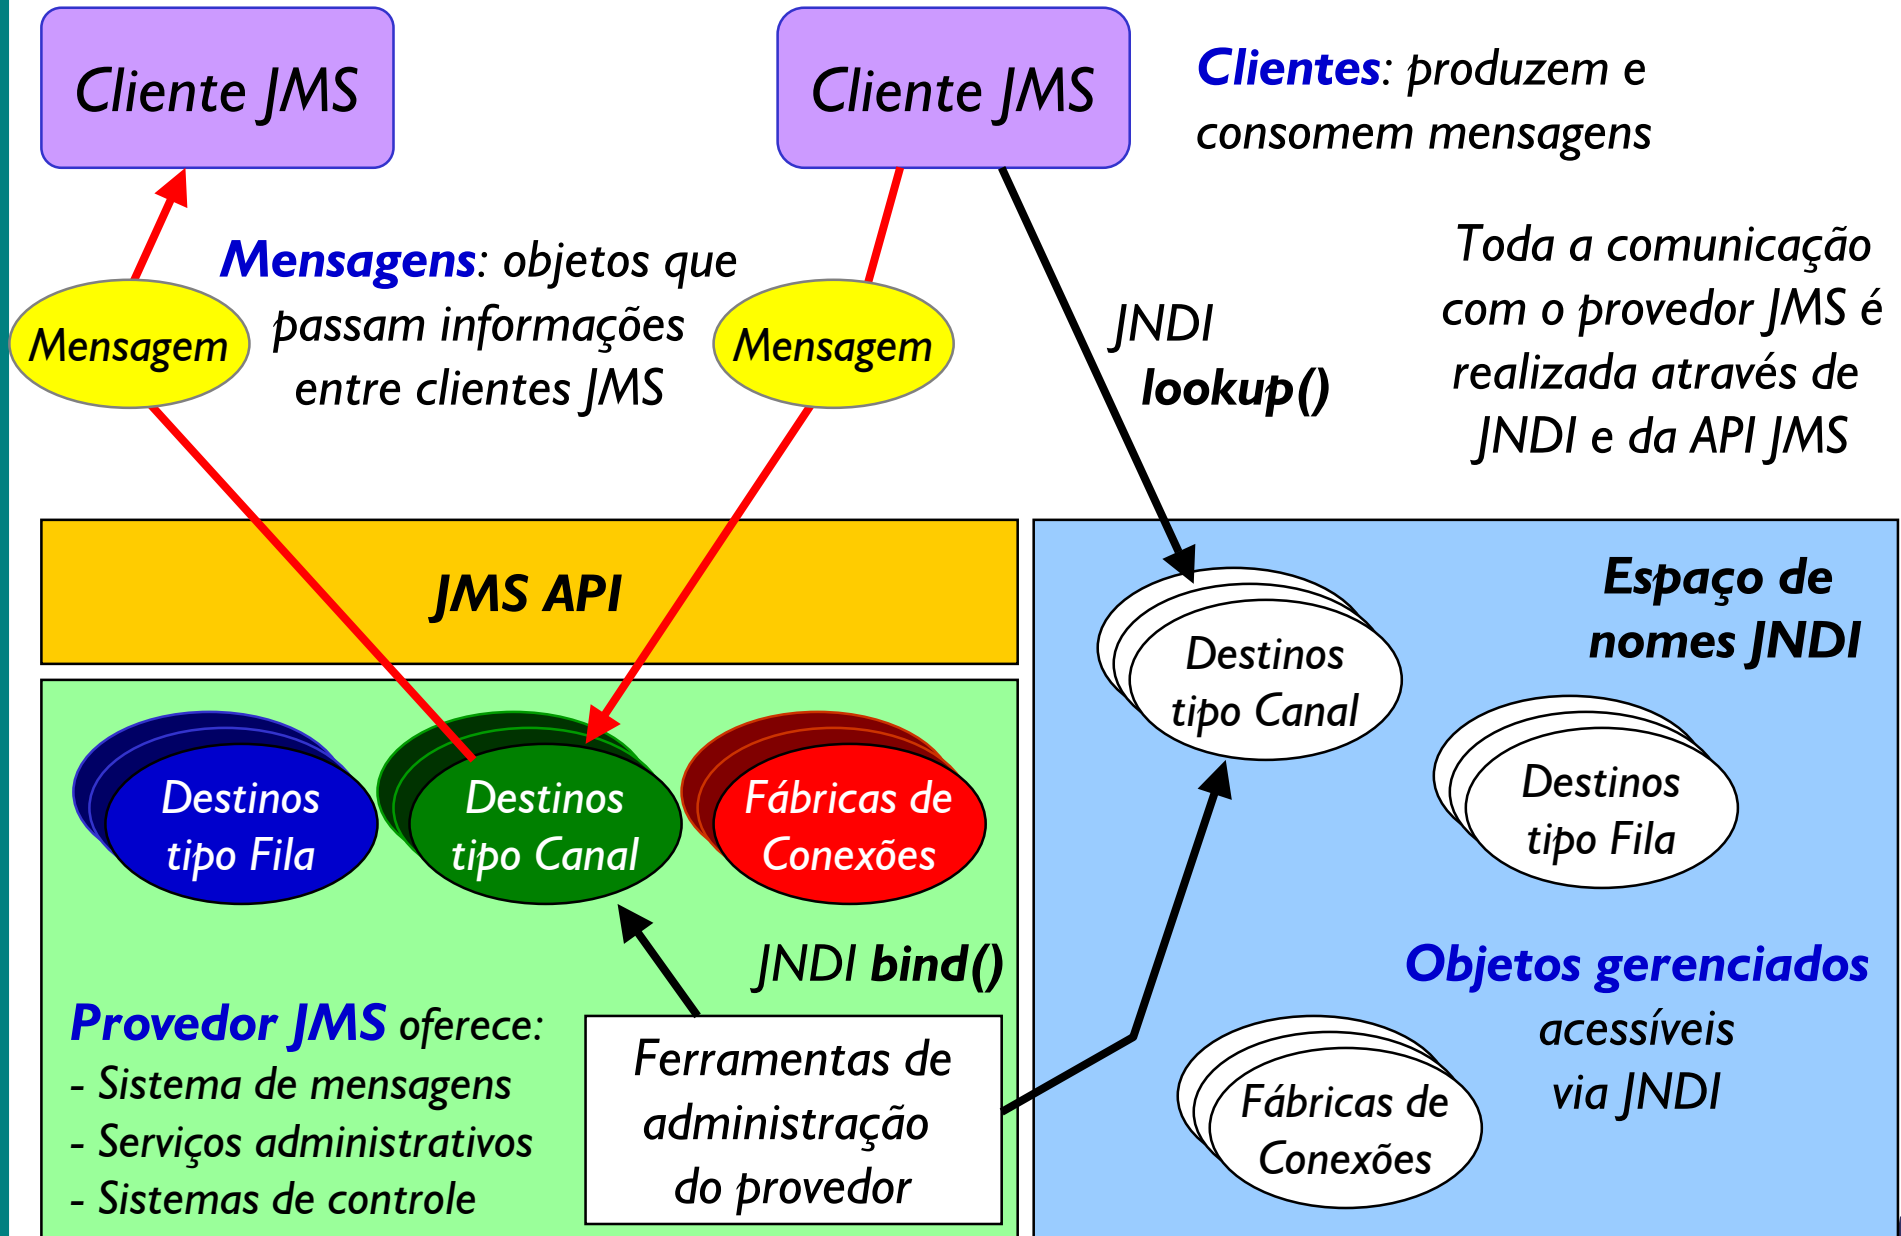 Cliente JMS
Cliente JMS
Clientes: produzem e
consomem mensagens
Mensagens: objetos que
passam informações
entre clientes JMS
Mensagem
Mensagem
JNDI
lookup()
Toda a comunicação
com o provedor JMS é
realizada através de
JNDI e da API JMS
JMS API
Destinos
tipo Fila
Destinos
tipo Canal
Fábricas de
Conexões
JNDI bind()
Provedor JMS oferece:
- Sistema de mensagens
- Serviços administrativos
- Sistemas de controle
Ferramentas de
administração
do provedor
Espaço de
nomes JNDI
Destinos
tipo Canal
Destinos
tipo Fila
Objetos gerenciados
acessíveis
via JNDI
Fábricas de
Conexões